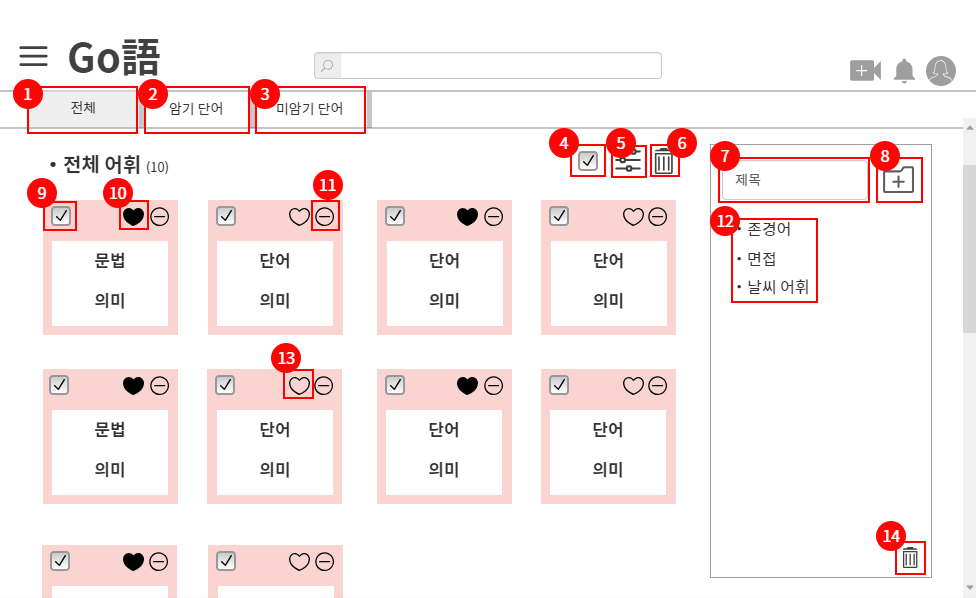 Go語
1 전체
2 암기 단어
3 미암기 단어
• 전체 어휘 (10)
4
5
6
7 제목
8
9
10
11
12
• 존경어
• 면접
• 날씨 어휘
문법
의미
단어
의미
단어
의미
단어
의미
13
문법
의미
단어
의미
단어
의미
단어
의미
14